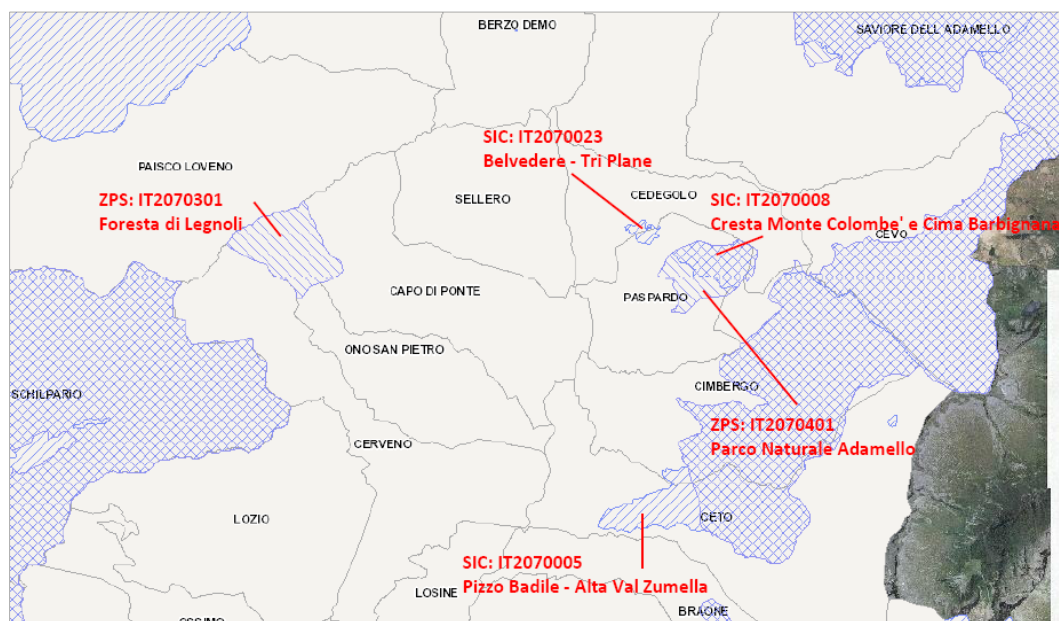 BERZO DEMO
SAVIORE DELL ADAMELLO
SIC: IT2070023
Belvedere - Tri Plane
PAISCO LOVENO
ZPS: IT2070301
Foresta di Legnoli
SELLERO
CEDEGOLO
SIC: IT2070008
Cresta Monte Colombe' e Cima Barbignana
CEVO
CAPO DI PONTE
PASPARDO
ONO SAN PIETRO
SCHILPARIO
CIMBERGO
ZPS: IT2070401
Parco Naturale Adamello
CERVENO
LOZIO
CETO
SIC: IT2070005
Pizzo Badile - Alta Val Zumella
LOSINE
BRAONE